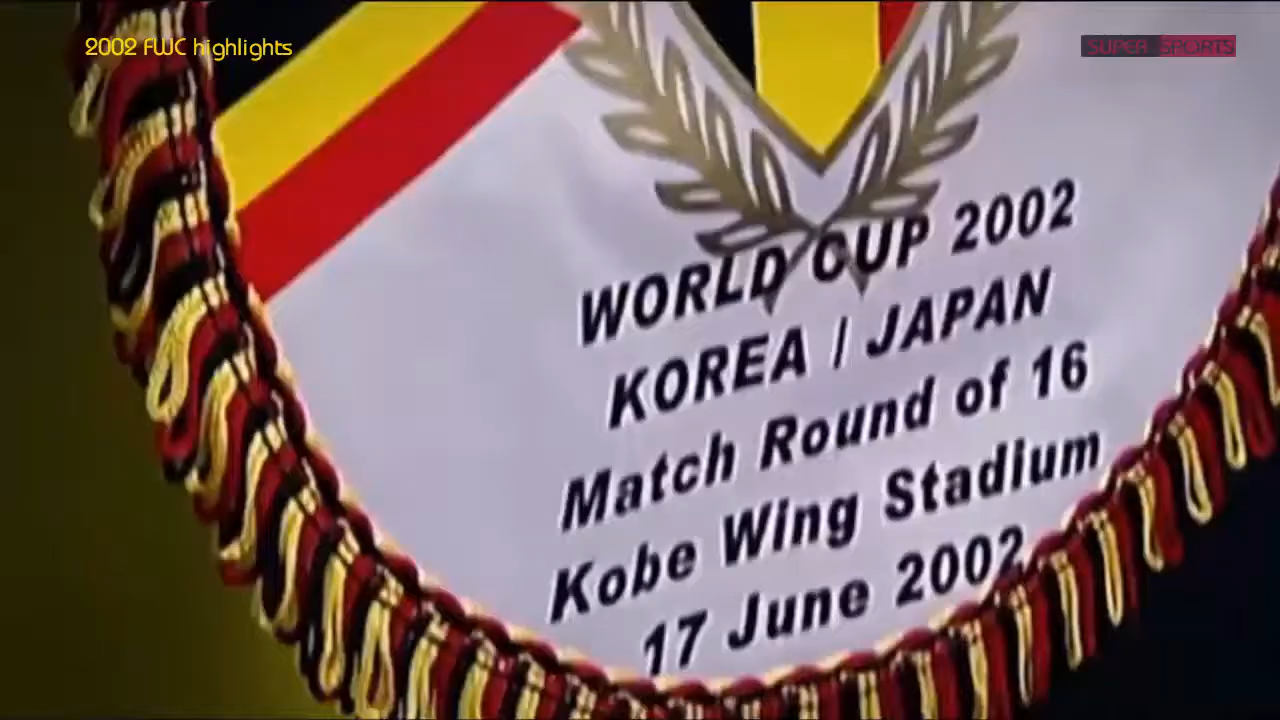 2002 FWC highlights
SUPER SPORTS
WORLD CUP 2002
KOREA / JAPAN
Match Round of 16
Kobe Wing Stadium
17 June 2002